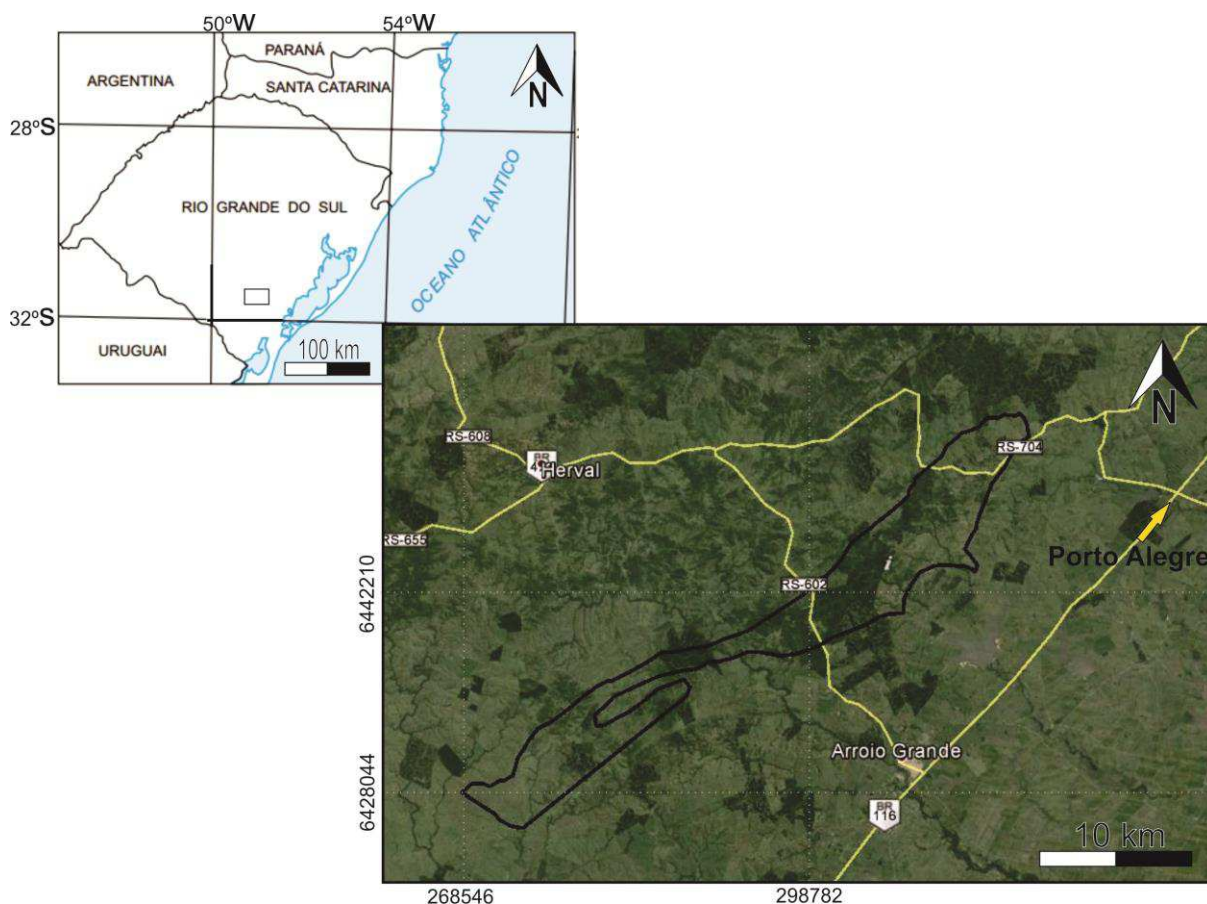 50ºW
54ºW
PARANÁ
ARGENTINA
SANTA CATARINA
N
28ºS
RIO GRANDE DO SUL
OCEANO ATLÂNTICO
32ºS
URUGUAI
100 km
N
RS-608
RS-704
BR
Herval
RS-655
Porto Alegre
RS-602
6442210
Arroio Grande
6428044
BR
116
10 km
268546
298782